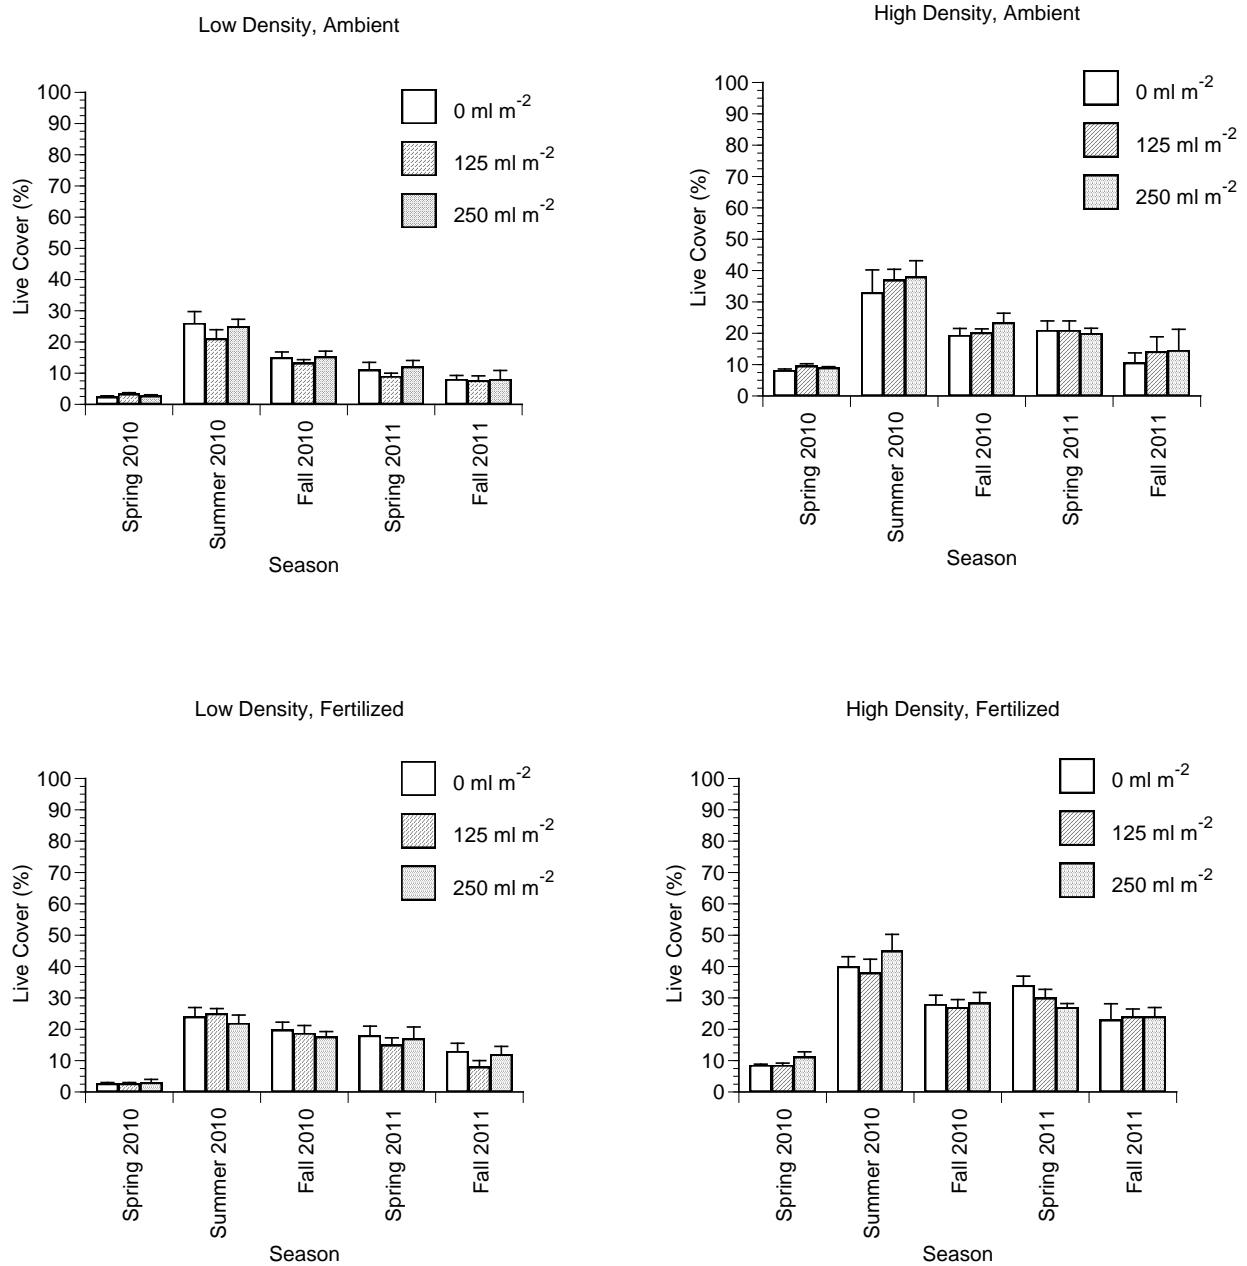 Low Density, Ambient
100
90
80
70
60
50
40
30
20
10
0
Live Cover (%)
0 ml m-2
125 ml m-2
250 ml m-2
Spring 2010
Summer 2010
Fall 2010
Spring 2011
Fall 2011
Season
High Density, Ambient
100
90
80
70
60
50
40
30
20
10
0
Live Cover (%)
0 ml m-2
125 ml m-2
250 ml m-2
Spring 2010
Summer 2010
Fall 2010
Spring 2011
Fall 2011
Season
Low Density, Fertilized
100
90
80
70
60
50
40
30
20
10
0
Live Cover (%)
0 ml m-2
125 ml m-2
250 ml m-2
Spring 2010
Summer 2010
Fall 2010
Spring 2011
Fall 2011
Season
High Density, Fertilized
100
90
80
70
60
50
40
30
20
10
0
Live Cover (%)
0 ml m-2
125 ml m-2
250 ml m-2
Spring 2010
Summer 2010
Fall 2010
Spring 2011
Fall 2011
Season